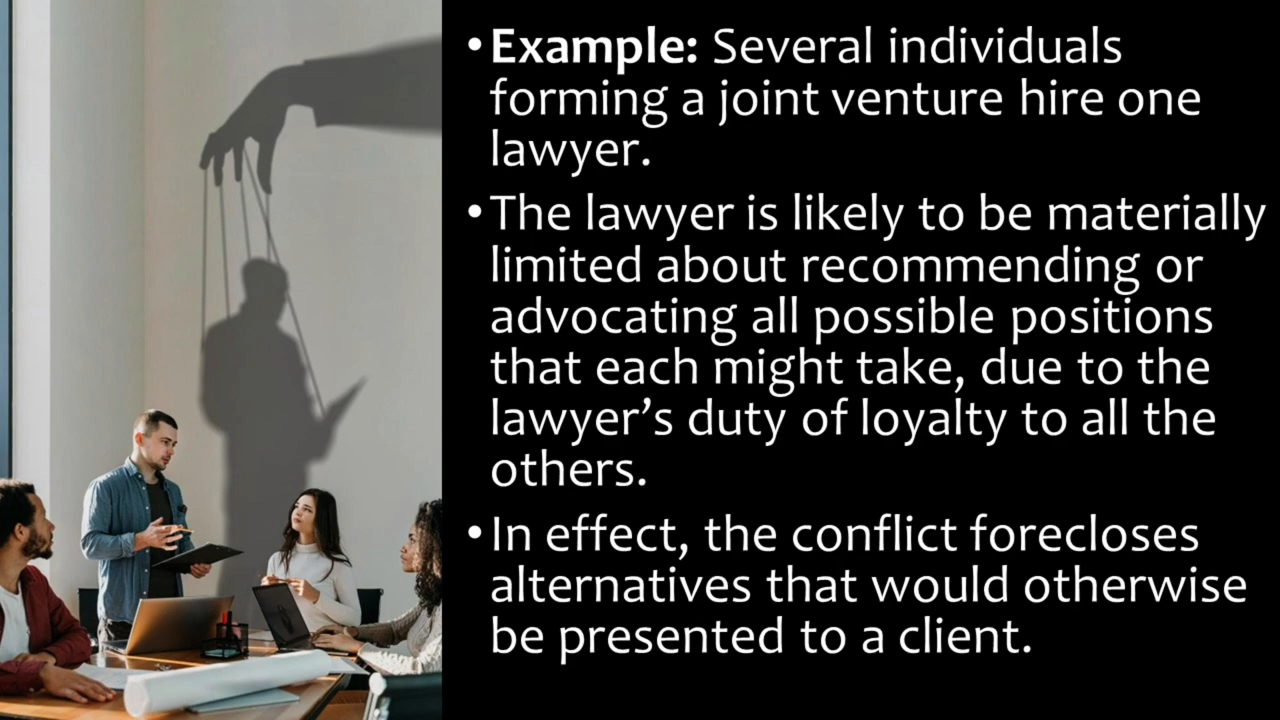 •Example: Several individuals
forming a joint venture hire one
lawyer.
•The lawyer is likely to be materially
limited about recommending or
advocating all possible positions
that each might take, due to the
lawyer’s duty of loyalty to all the
others.
•In effect, the conflict forecloses
alternatives that would otherwise
be presented to a client.